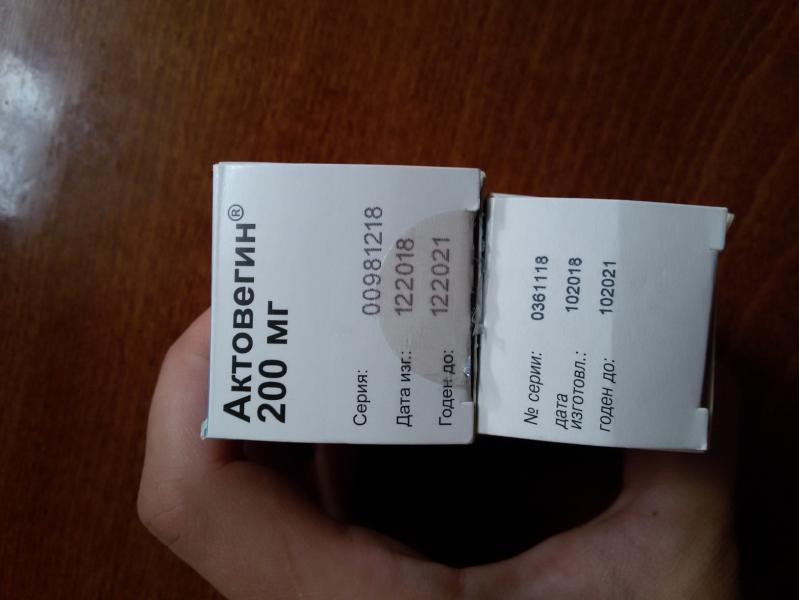 Актовегин®
200 мг
Серия: 00981218
Дата изг.: 122018
Годен до: 122021
№ серии: 0361118
дата
изготовл.: 102018
годен до: 102021